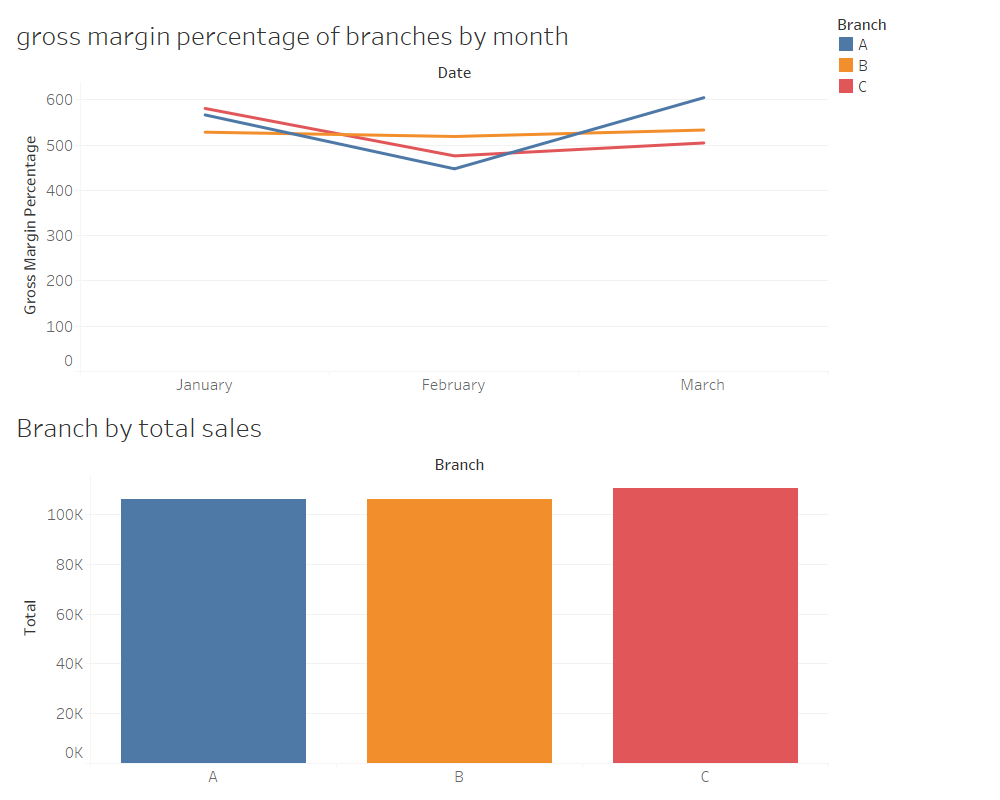 gross margin percentage of branches by month
Branch
A
B
C
Date
Gross Margin Percentage
600
500
400
300
200
100
0
January February March
Branch by total sales
Branch
Total
100K
80K
60K
40K
20K
0K
A B C